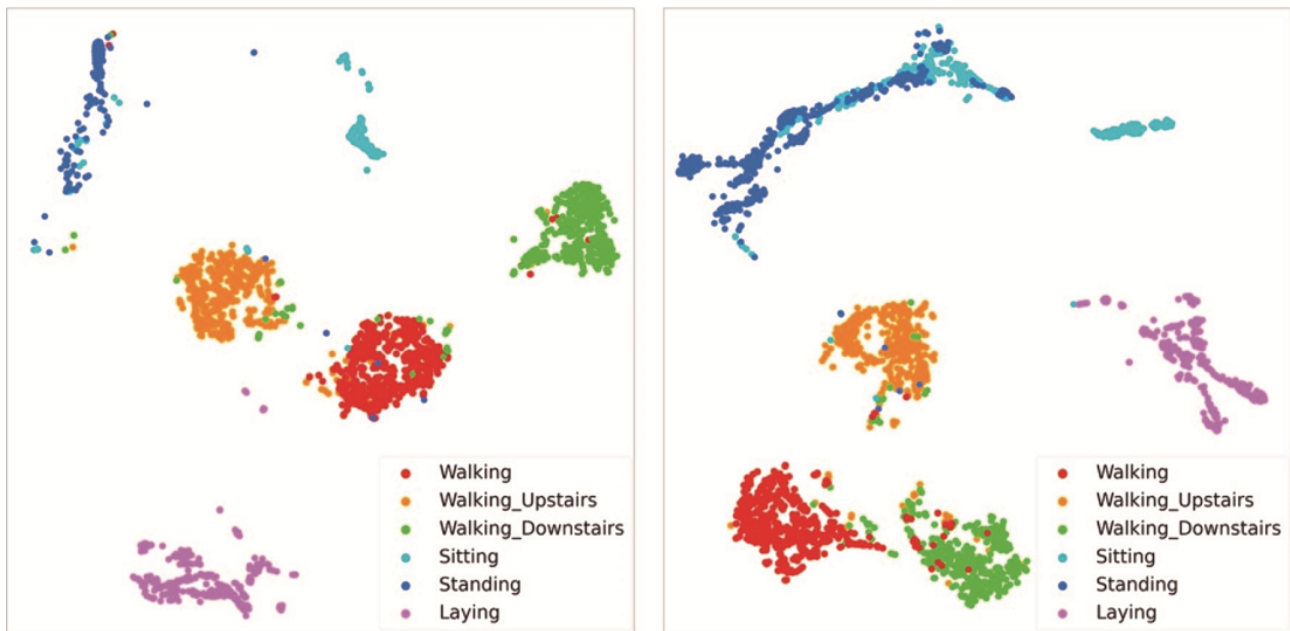 Walking
Walking_Upstairs
Walking_Downstairs
Sitting
Standing
Laying
Walking
Walking_Upstairs
Walking_Downstairs
Sitting
Standing
Laying